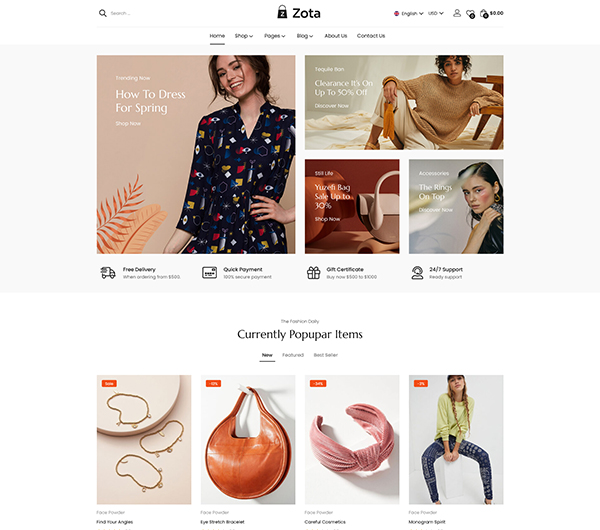 Search ...
Zota
English
USD
0
0
$0.00
Home
Shop
Pages
Blog
About Us
Contact Us
Trending Now
How To Dress
For Spring
Shop Now
Tequila Ban
Clearance It's On
Up To 50% Off
Discover Now
Still Life
Yuzefi Bag
Sale Up to
30%
Shop Now
Accessories
The Rings
On Top
Discover Now
Free Delivery
When ordering from $500.
Quick Payment
100% secure payment
Gift Certificate
Buy now $500 to $1000
24/7 Support
Ready support
The Fashion Daily
Currently Popupar Items
New
Featured
Best Seller
Sale
-34%
Face Powder
Find Your Angles
Face Powder
Eye Stretch Bracelet
Face Powder
Careful Cosmetics
Face Powder
Monogram Spirit